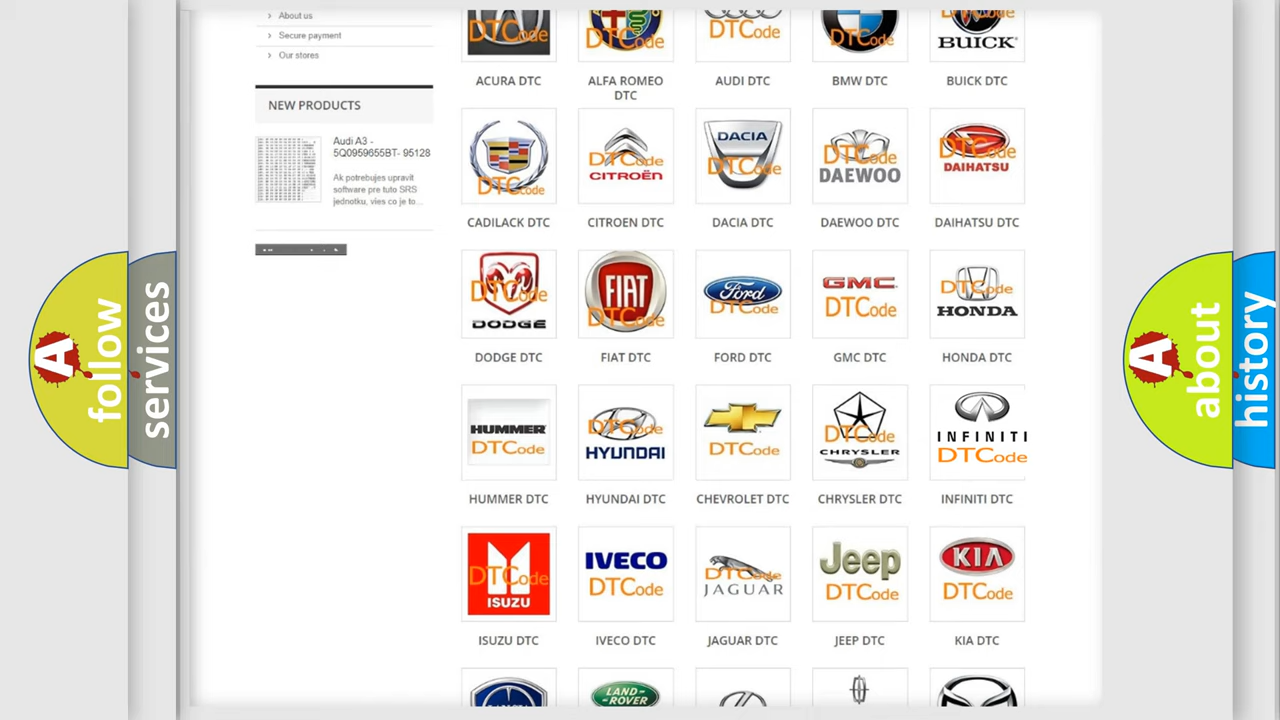 About us
Secure payment
Our stores
NEW PRODUCTS
Audi A3 -
5Q0959655BT- 95128
Ak potrebujes upravit
software pre tuto SRS
jednotku, vies co je to...
DTCode DTCode DTCode DTCode BUICK
ACURA DTC
ALFA ROMEO
DTC
AUDI DTC
BMW DTC
BUICK DTC
DTCode
DTCode
CITROËN
DACIA
DTCode
DTCode
DAEWOO
DTCode
DAIHATSU
CADILACK DTC
CITROEN DTC
DACIA DTC
DAEWOO DTC
DAIHATSU DTC
DTCode
DODGE
FIAT
DTCode
Ford
DTCode
GMC
DTCode
DTCode
HONDA
DODGE DTC
FIAT DTC
FORD DTC
GMC DTC
HONDA DTC
HUMMER
DTCode
DTCode
HYUNDAI
DTCode
DTCode
CHRYSLER
INFINITI
DTCode
HUMMER DTC
HYUNDAI DTC
CHEVROLET DTC
CHRYSLER DTC
INFINITI DTC
DTCode
ISUZU
IVECO
DTCode
DTCode
JAGUAR
Jeep
DTCode
KIA
DTCode
ISUZU DTC
IVECO DTC
JAGUAR DTC
JEEP DTC
KIA DTC
LAND-
ROVER
A follow
services
A about
history